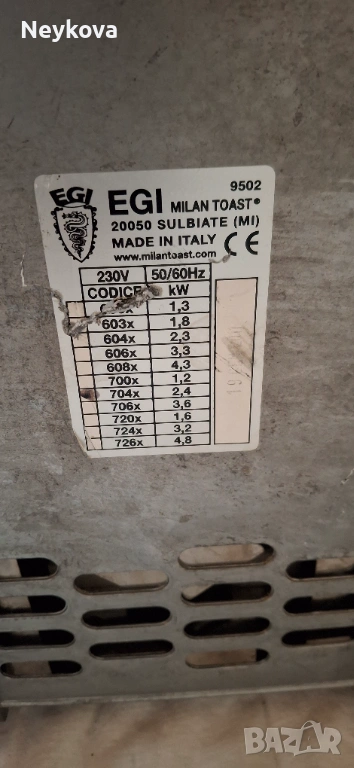 Neykova
EGI
9502
EGI MILAN TOAST®
20050 SULBIATE (MI)
MADE IN ITALY CE
www.milantoast.com
230V 50/60Hz
CODICE kW
1,3
603x 1,8
604x 2,3
606x 3,3
608x 4,3
700x 1,2
704x 2,4
706x 3,6
720x 1,6
724x 3,2
726x 4,8
BAZAR